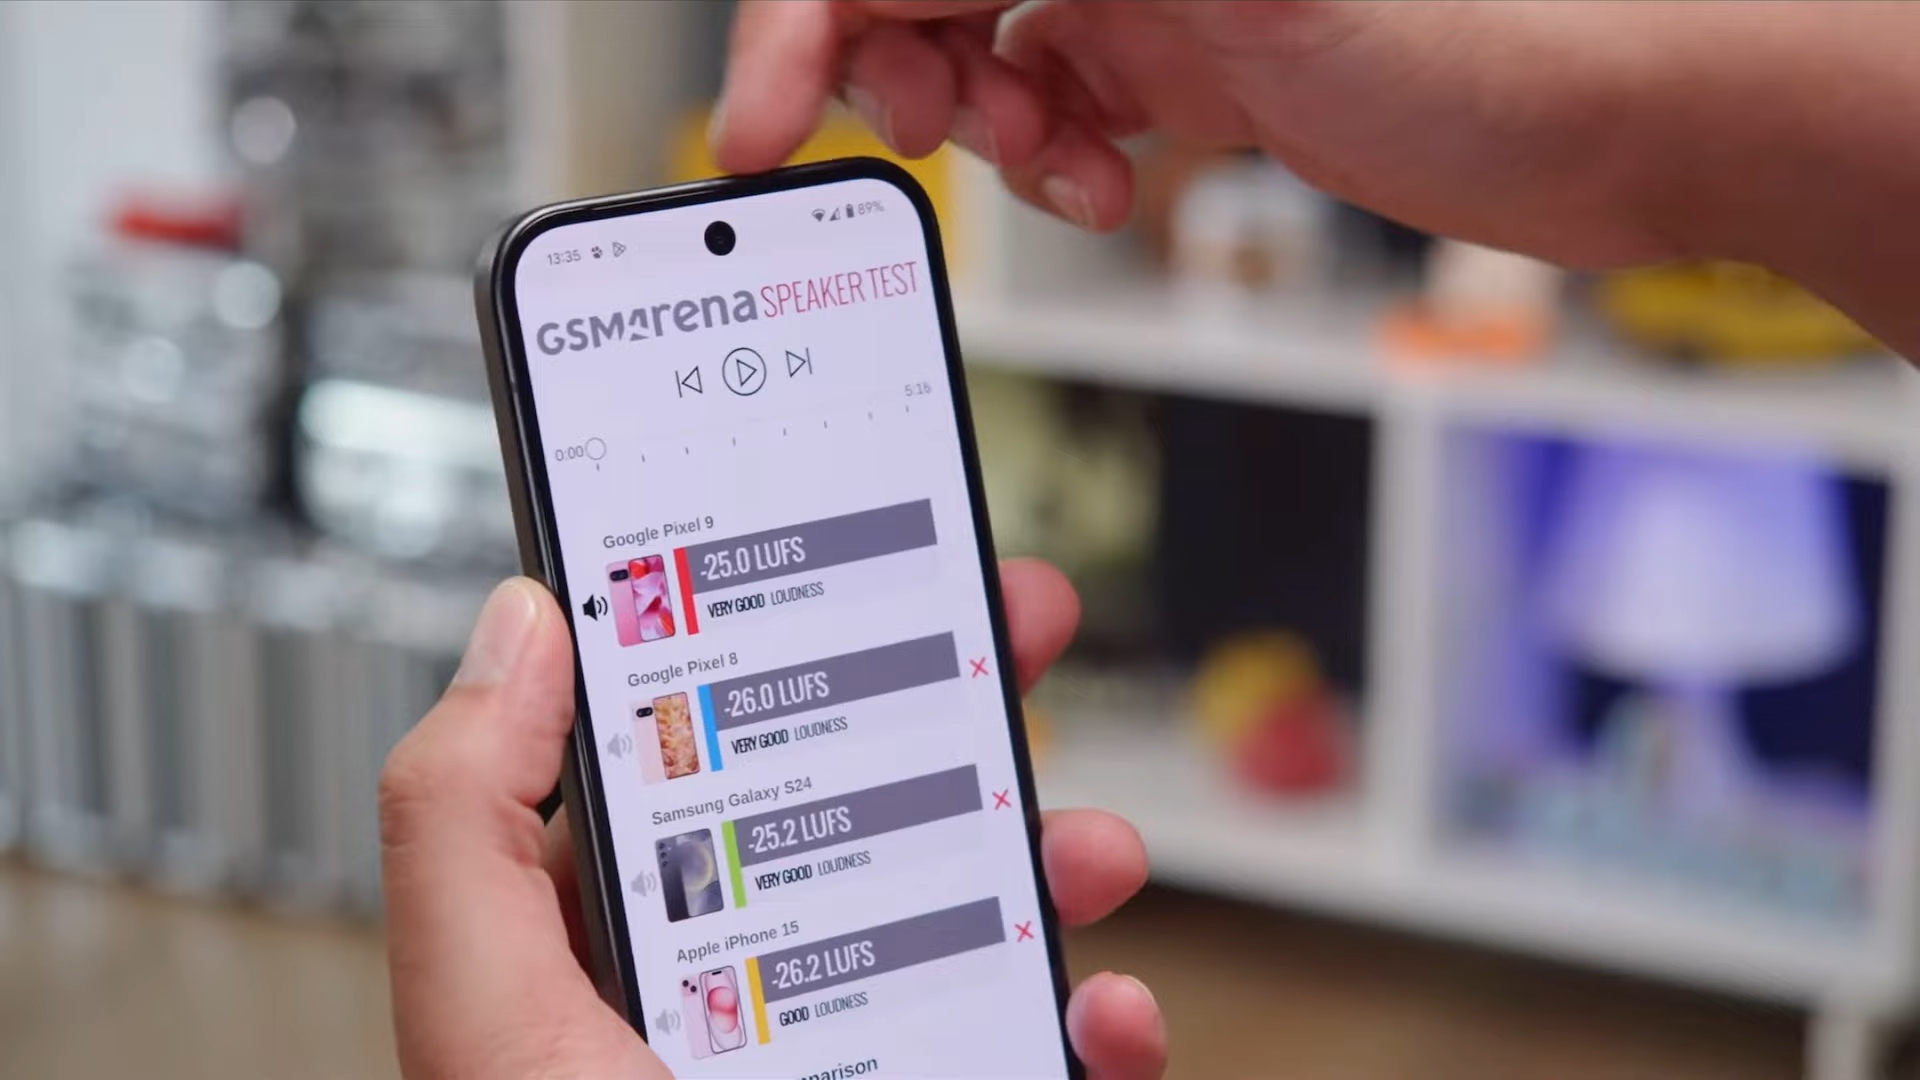 13:35 89%
GSMArena SPEAKER TEST
5:16
0:00
Google Pixel 9
-25.0 LUFS
VERY GOOD LOUDNESS
Google Pixel 8
-26.0 LUFS
VERY GOOD LOUDNESS
Samsung Galaxy S24
-25.2 LUFS
VERY GOOD LOUDNESS
Apple iPhone 15
-26.2 LUFS
GOOD LOUDNESS